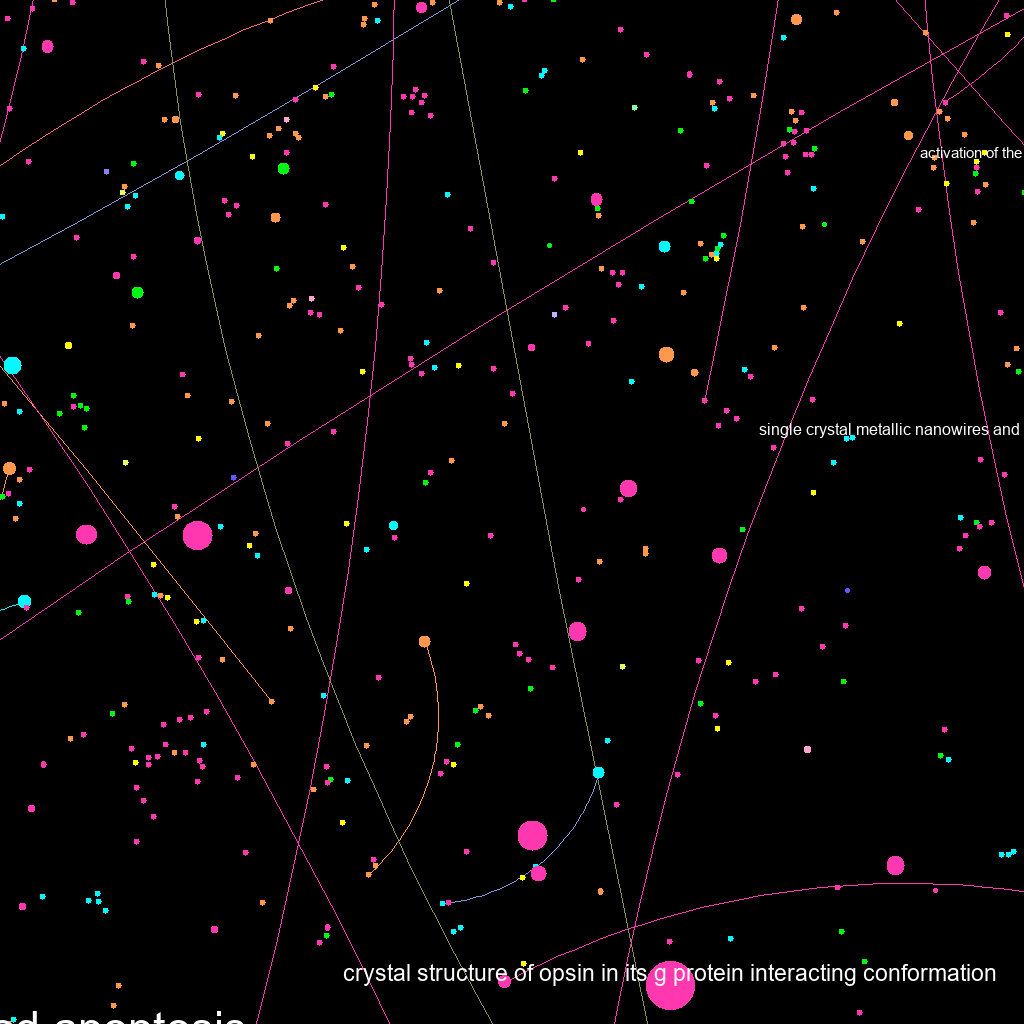 activation of the
single crystal metallic nanowires and
crystal structure of opsin in its g protein interacting conformation
apoptosis